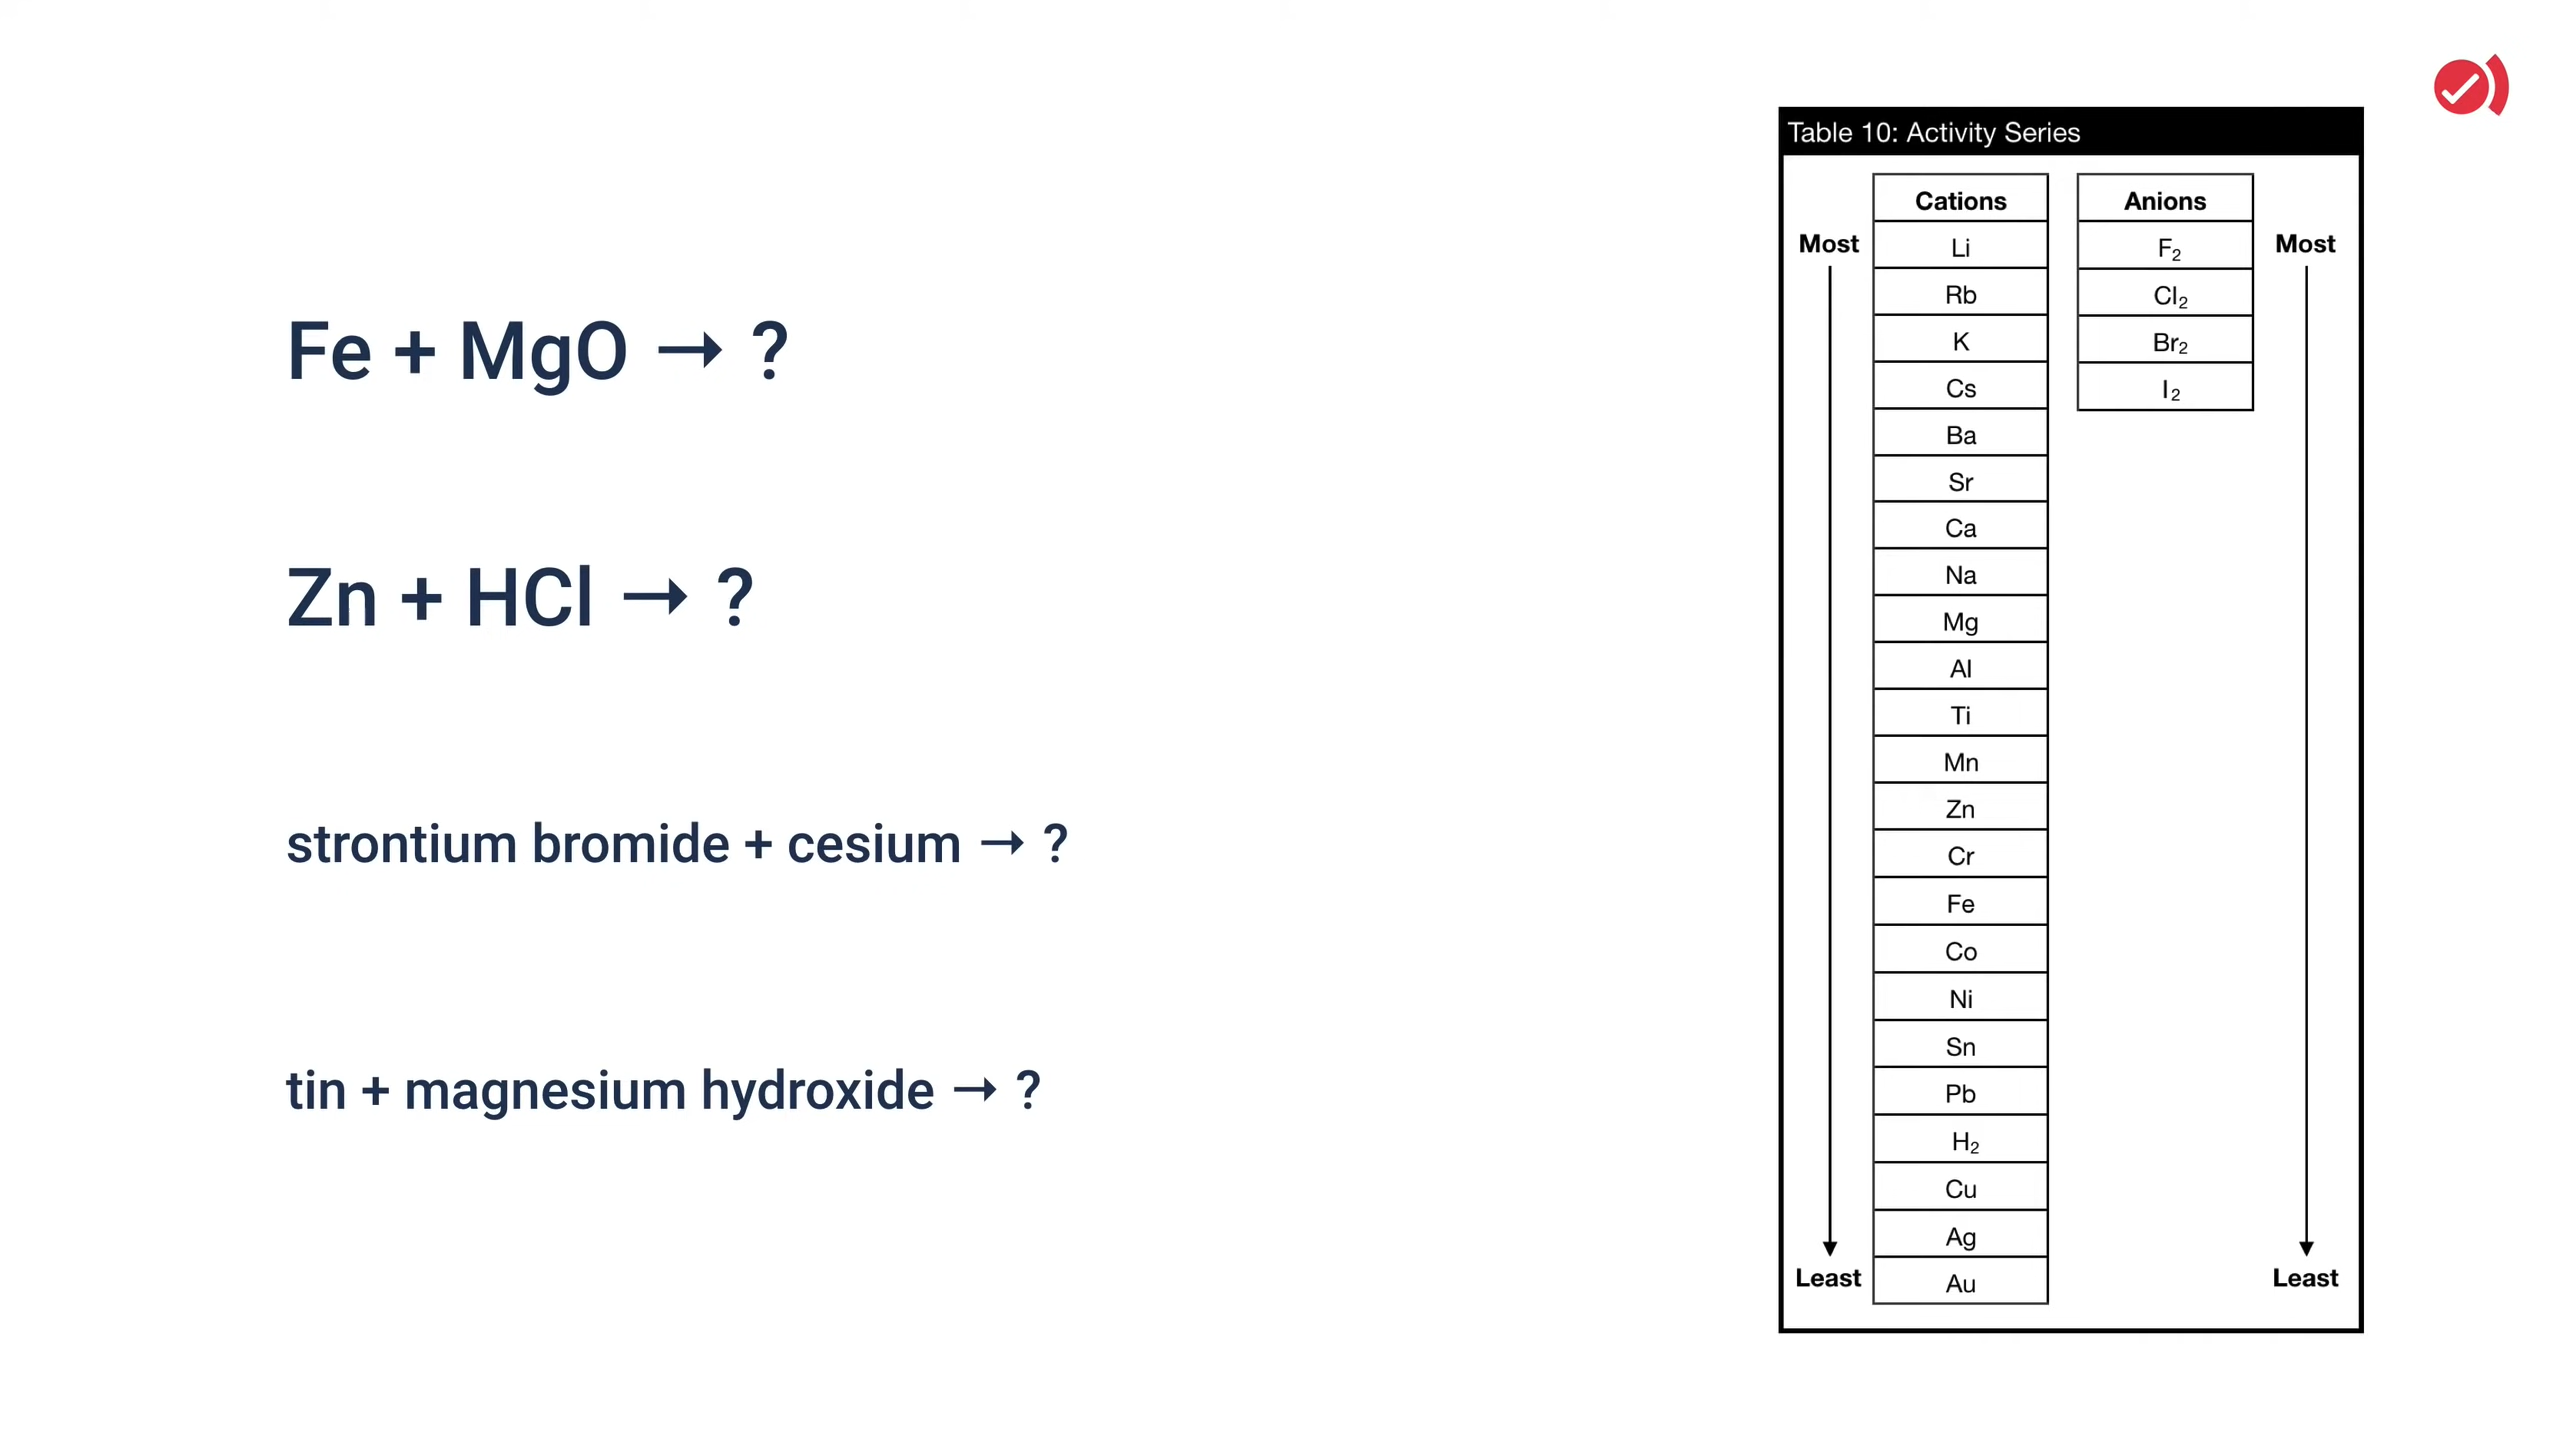 Fe + MgO → ?
Zn + HCl → ?
strontium bromide + cesium → ?
tin + magnesium hydroxide → ?
Table 10: Activity Series
Cations
Anions
Most
Li
F₂
Most
Rb
Cl₂
K
Br₂
Cs
I₂
Ba
Sr
Ca
Na
Mg
Al
Ti
Mn
Zn
Cr
Fe
Co
Ni
Sn
Pb
H₂
Cu
Ag
Least
Au
Least